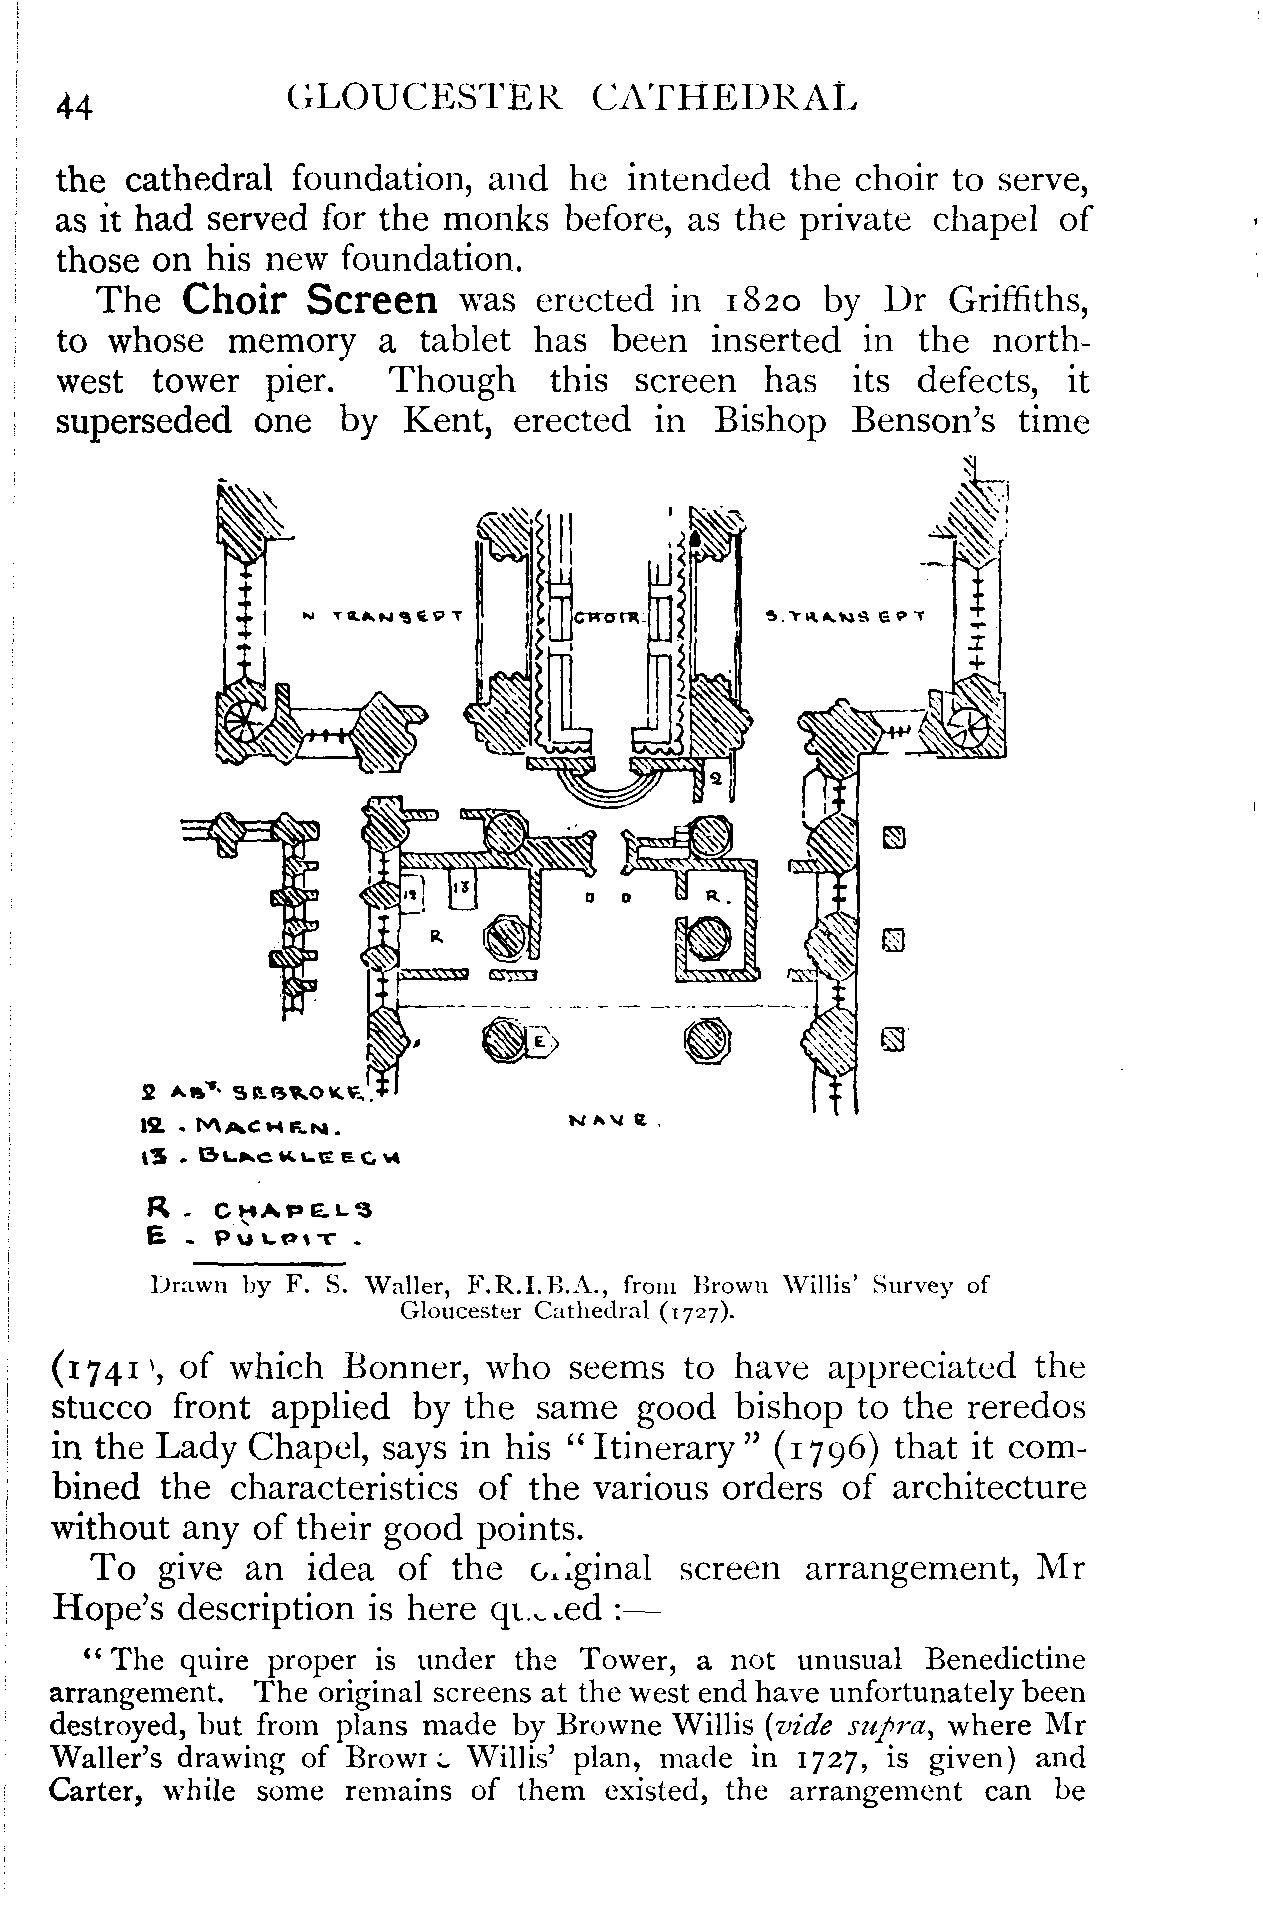 44 GLOUCESTER CATHEDRAL
the cathedral foundation, and he intended the choir to serve,
as it had served for the monks before, as the private chapel of
those on his new foundation.
The Choir Screen was erected in 1820 by Dr Griffiths,
to whose memory a tablet has been inserted in the north-
west tower pier. Though this screen has its defects, it
superseded one by Kent, erected in Bishop Benson's time
N TRANSEPT CHOIR S. TRANSEPT
2
12 13 R.
R
E
2 ABT. SEBROKE.
12. MACHEN.
NAVE.
13. BLACKLEECH
R. CHAPELS
E. PULPIT.
Drawn by F. S. Waller, F.R.I.B.A., from Brown Willis' Survey of
Gloucester Cathedral (1727).
(1741), of which Bonner, who seems to have appreciated the
stucco front applied by the same good bishop to the reredos
in the Lady Chapel, says in his "Itinerary" (1796) that it com-
bined the characteristics of the various orders of architecture
without any of their good points.
To give an idea of the original screen arrangement, Mr
Hope's description is here quoted :—
"The quire proper is under the Tower, a not unusual Benedictine
arrangement. The original screens at the west end have unfortunately been
destroyed, but from plans made by Browne Willis (vide supra, where Mr
Waller's drawing of Browne Willis' plan, made in 1727, is given) and
Carter, while some remains of them existed, the arrangement can be